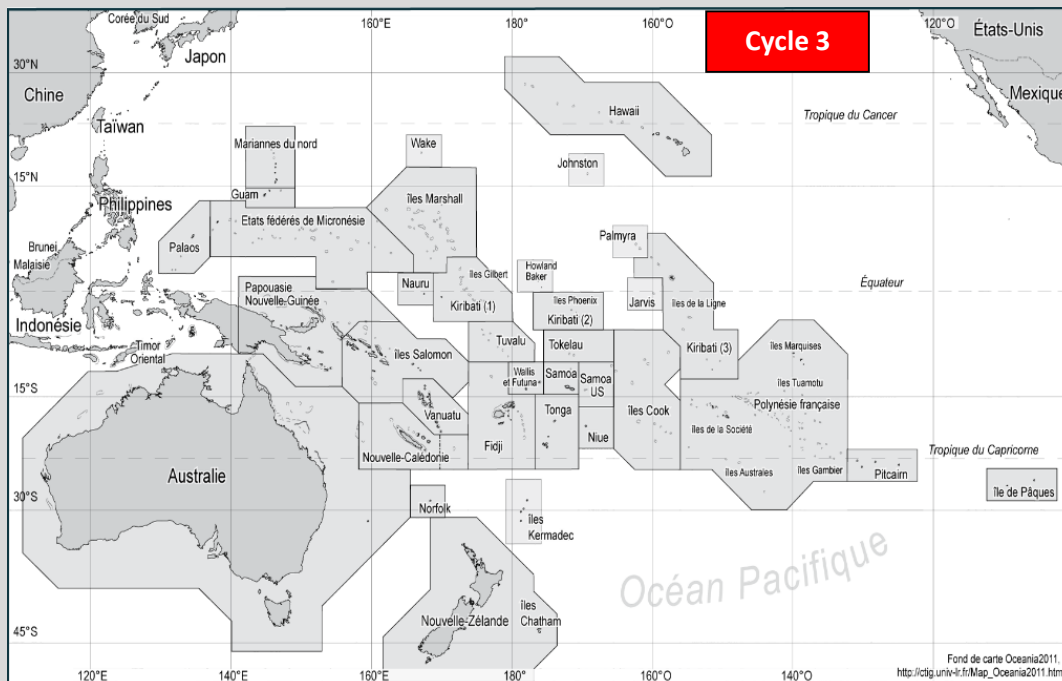 Corée du Sud
160°E
180°
160°O
120°O
Cycle 3
États-Unis
Japon
30°N
Chine
Mexique
Hawaii
Tropique du Cancer
Taïwan
Mariannes du nord
Wake
Johnston
15°N
Guam
îles Marshall
Philippines
Etats fédérés de Micronésie
Palaos
Palmyra
Brunei
Malaisie
îles Gilbert
Howland
Baker
Équateur
Nauru
Papouasie
Nouvelle-Guinée
Kiribati (1)
îles Phoenix
Kiribati (2)
Jarvis
îles de la Ligne
Indonésie
Timor
Oriental
Tuvalu
Tokelau
Kiribati (3)
îles Marquises
îles Salomon
Wallis
et Futuna
Samoa
Samoa
US
îles Tuamotu
15°S
Polynésie française
Vanuatu
Tonga
îles Cook
îles de la Société
Fidji
Niue
Nouvelle-Calédonie
Tropique du Capricorne
Australie
îles Australes
îles Gambier
Pitcairn
île de Pâques
30°S
Norfolk
îles
Kermadec
Océan Pacifique
Nouvelle-Zélande
îles
Chatham
45°S
Fond de carte Oceania2011,
http://ctig.univ-lr.fr/Map_Oceania2011.htm
120°E
140°E
160°E
180°
160°O
140°O
120°O